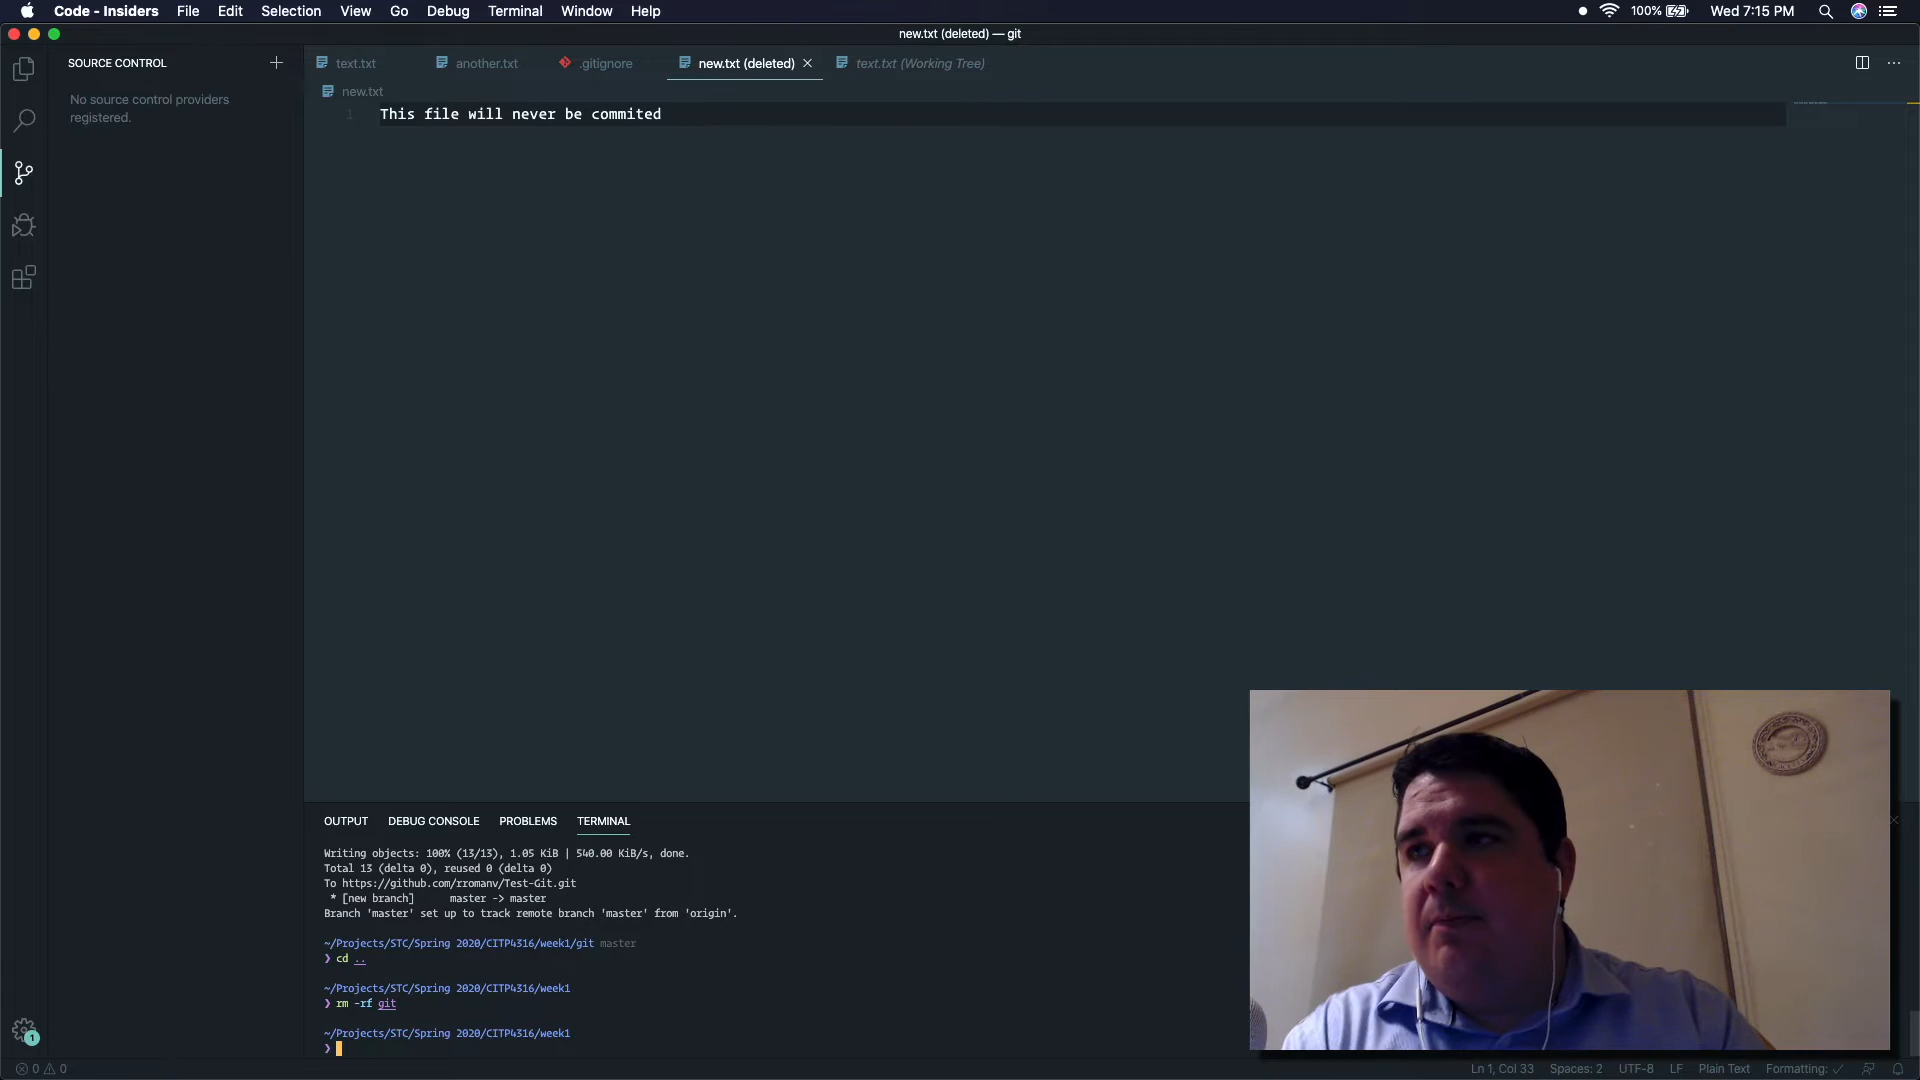 Code - Insiders File Edit Selection View Go Debug Terminal Window Help 100% Wed 7:15 PM
new.txt (deleted) — git
SOURCE CONTROL
text.txt another.txt .gitignore new.txt (deleted) text.txt (Working Tree)
new.txt
No source control providers
registered.
1 This file will never be commited
OUTPUT DEBUG CONSOLE PROBLEMS TERMINAL
Writing objects: 100% (13/13), 1.05 KiB | 540.00 KiB/s, done.
Total 13 (delta 0), reused 0 (delta 0)
To https://github.com/rromanv/Test-Git.git
* [new branch] master -> master
Branch 'master' set up to track remote branch 'master' from 'origin'.
~/Projects/STC/Spring 2020/CITP4316/week1/git master
❯ cd ..
~/Projects/STC/Spring 2020/CITP4316/week1
❯ rm -rf git
~/Projects/STC/Spring 2020/CITP4316/week1
❯
1
0 0 Ln 1, Col 33 Spaces: 2 UTF-8 LF Plain Text Formatting: ✓